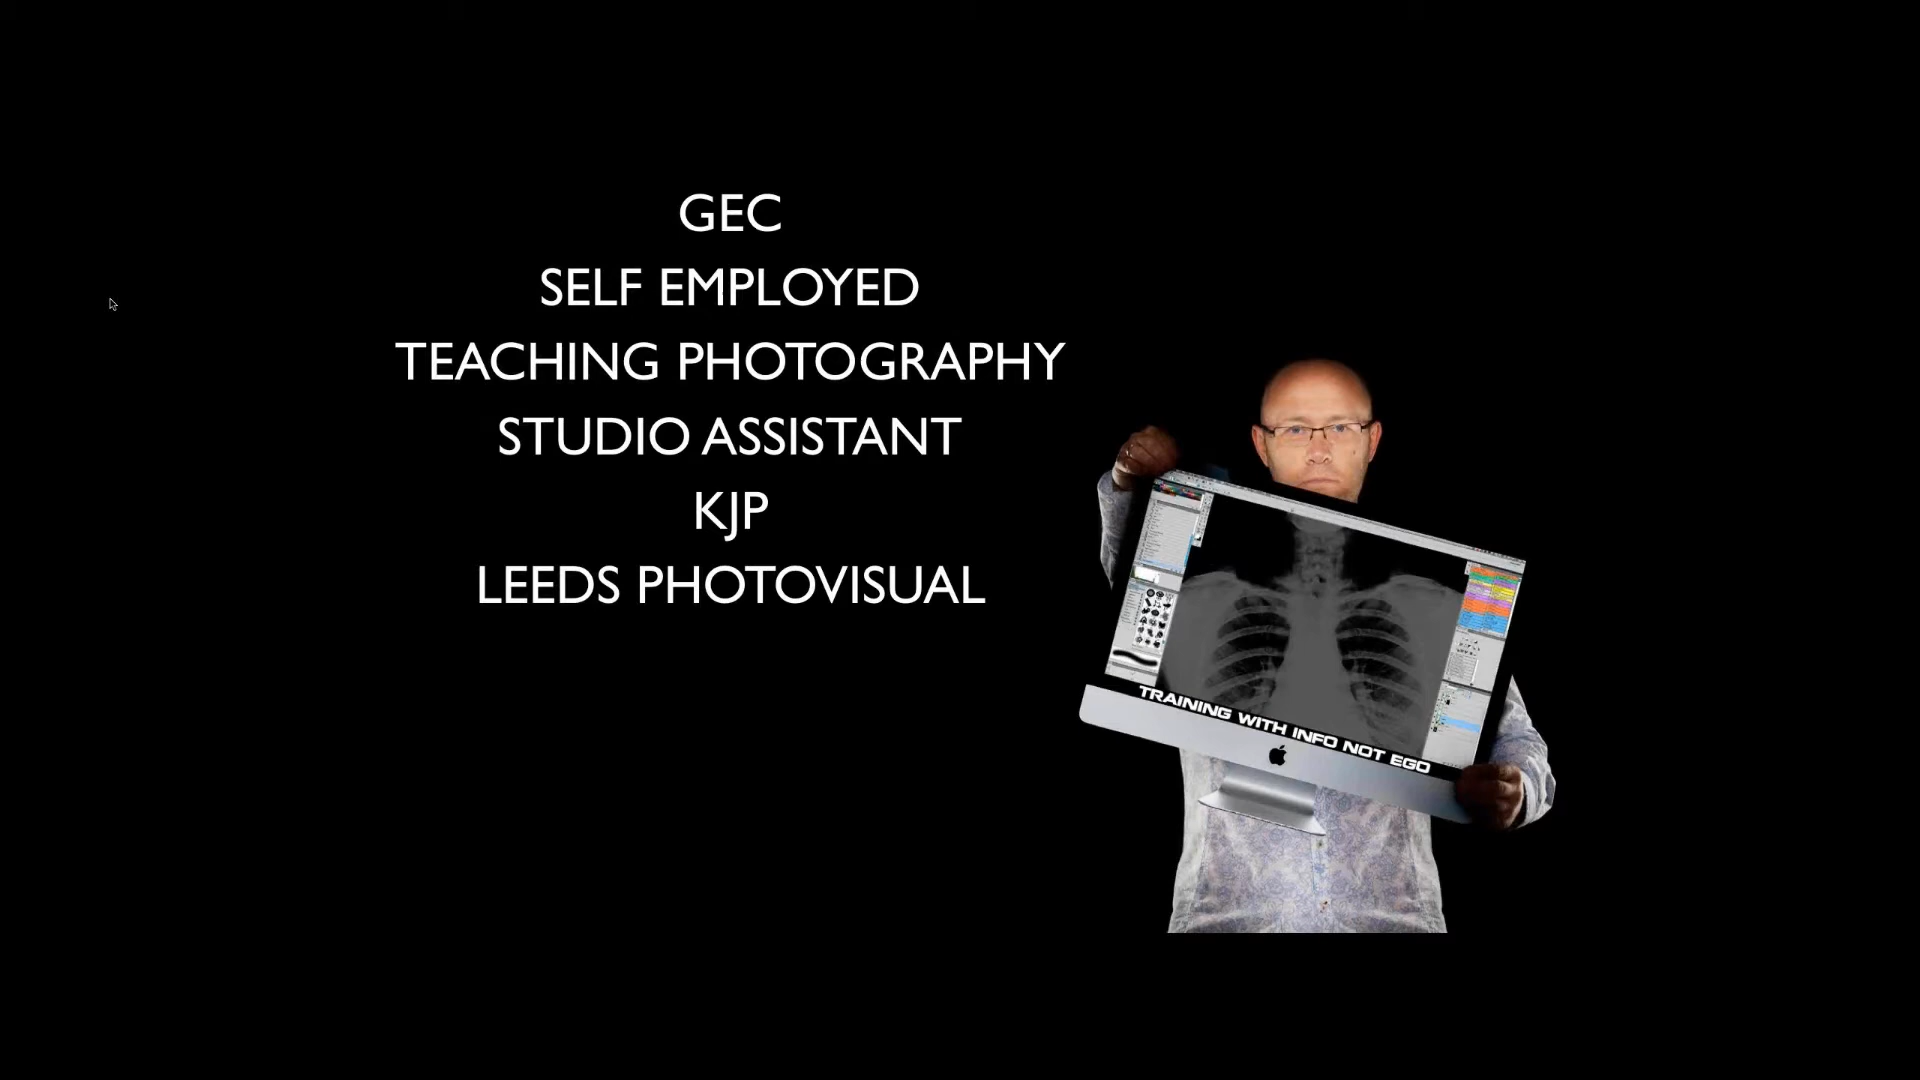 GEC
SELF EMPLOYED
TEACHING PHOTOGRAPHY
STUDIO ASSISTANT
KJP
LEEDS PHOTOVISUAL
TRAINING WITH INFO NOT EGO